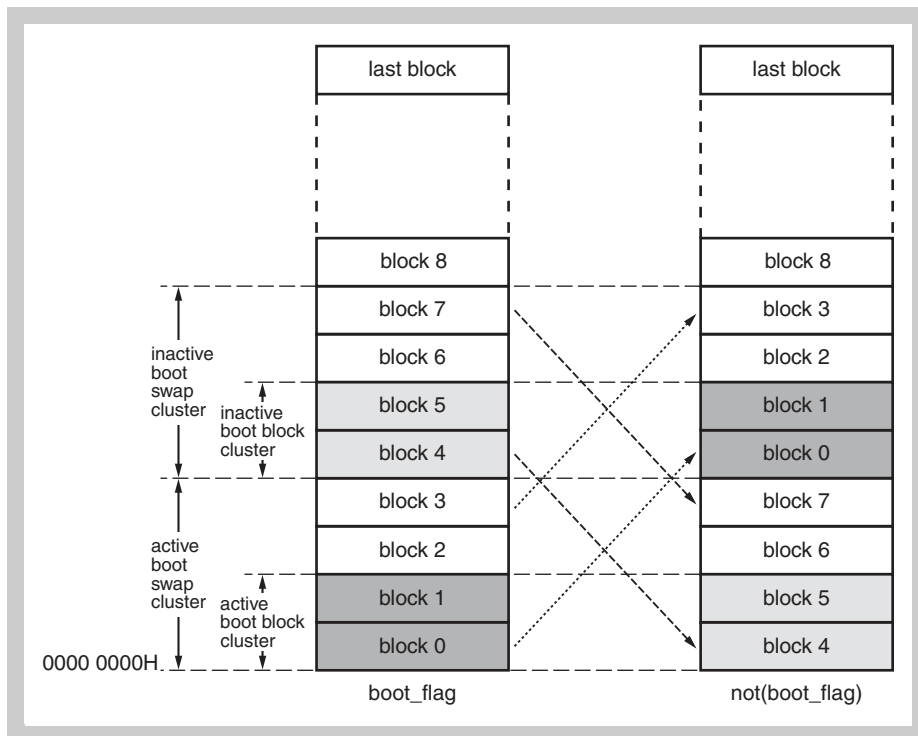 last block
last block
block 8
block 8
block 7
block 3
inactive
boot
swap
cluster
block 6
block 2
inactive
boot block
cluster
block 5
block 1
block 4
block 0
block 3
block 7
active
boot
swap
cluster
block 2
block 6
active
boot block
cluster
block 1
block 5
0000 0000H
block 0
block 4
boot_flag
not(boot_flag)